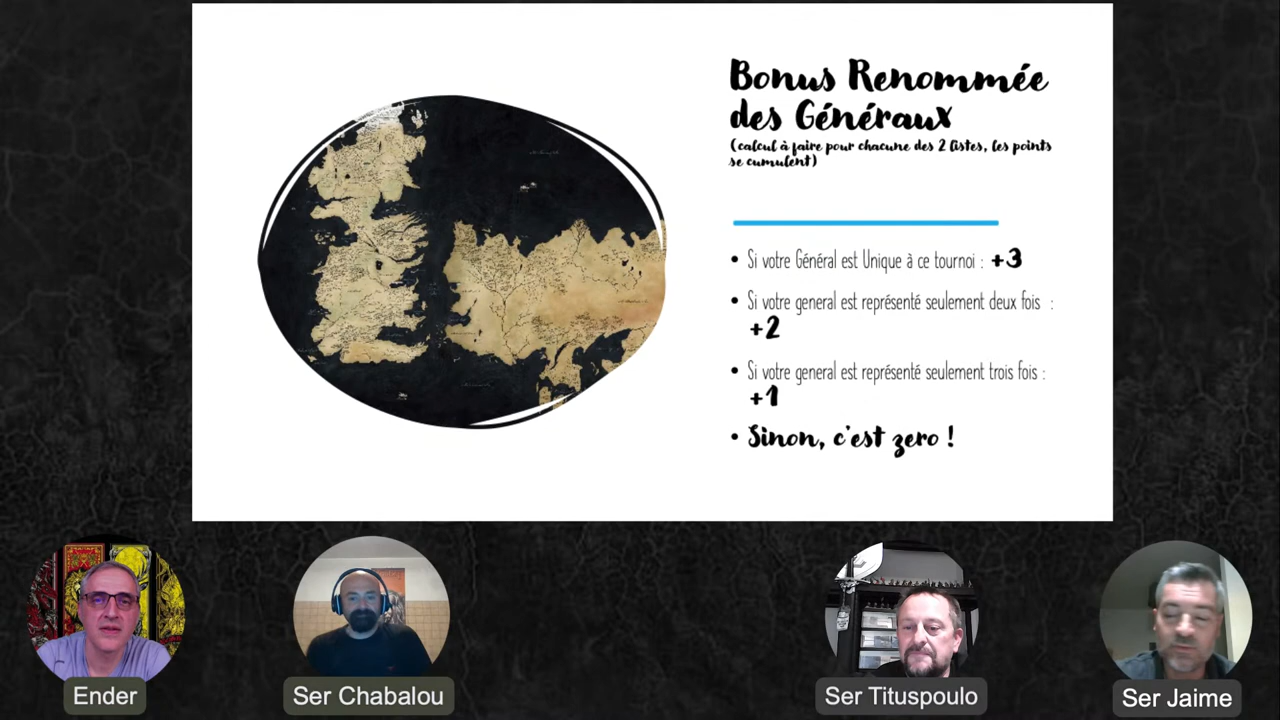 Bonus Renommée
des Généraux
(calcul à faire pour chacune des 2 listes, les points
se cumulent)
• Si votre Général est Unique à ce tournoi : +3
• Si votre general est représenté seulement deux fois :
+2
• Si votre general est représenté seulement trois fois :
+1
• Sinon, c'est zero !
Ender
Ser Chabalou
Ser Tituspoulo
Ser Jaime